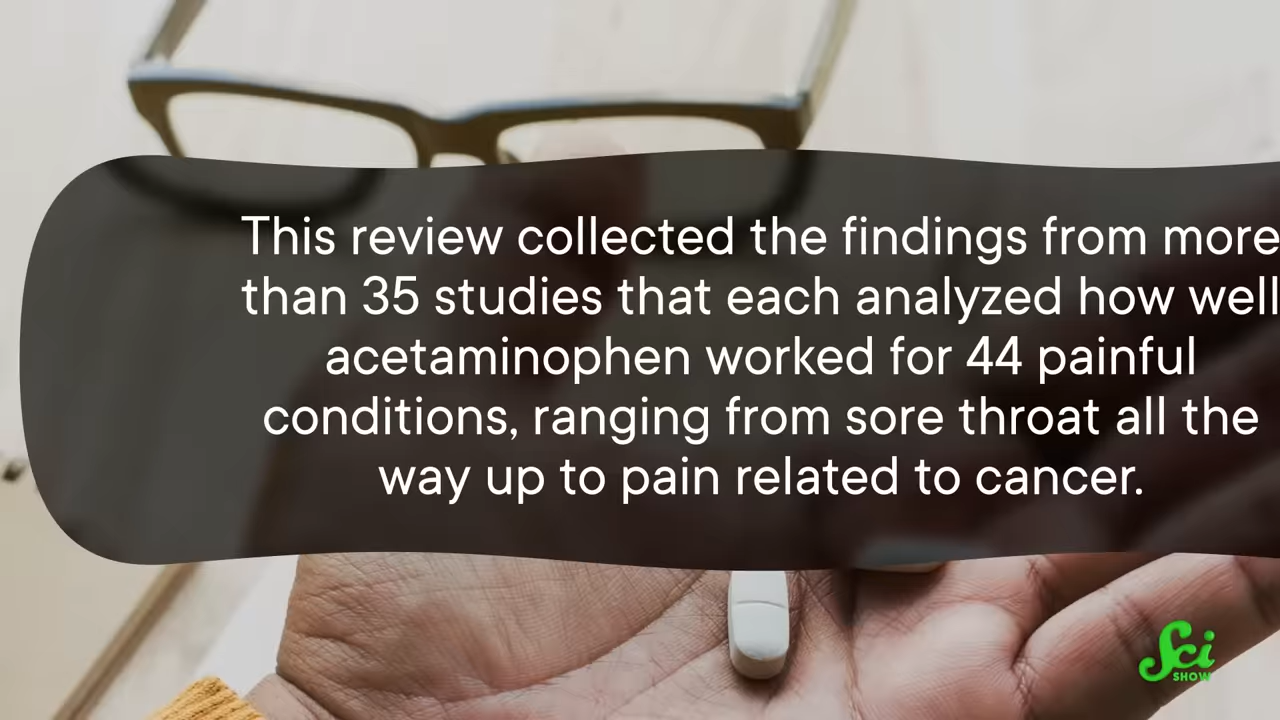 This review collected the findings from more
than 35 studies that each analyzed how well
acetaminophen worked for 44 painful
conditions, ranging from sore throat all the
way up to pain related to cancer.
Sci
SHOW